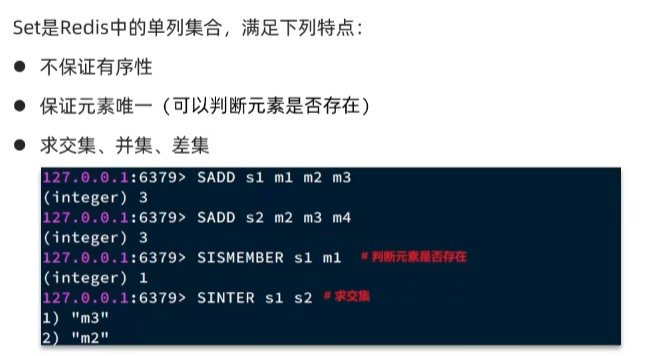 Set是Redis中的单列集合，满足下列特点：
● 不保证有序性
● 保证元素唯一（可以判断元素是否存在）
● 求交集、并集、差集
127.0.0.1:6379> SADD s1 m1 m2 m3
(integer) 3
127.0.0.1:6379> SADD s2 m2 m3 m4
(integer) 3
127.0.0.1:6379> SISMEMBER s1 m1 # 判断元素是否存在
(integer) 1
127.0.0.1:6379> SINTER s1 s2 # 求交集
1) "m3"
2) "m2"